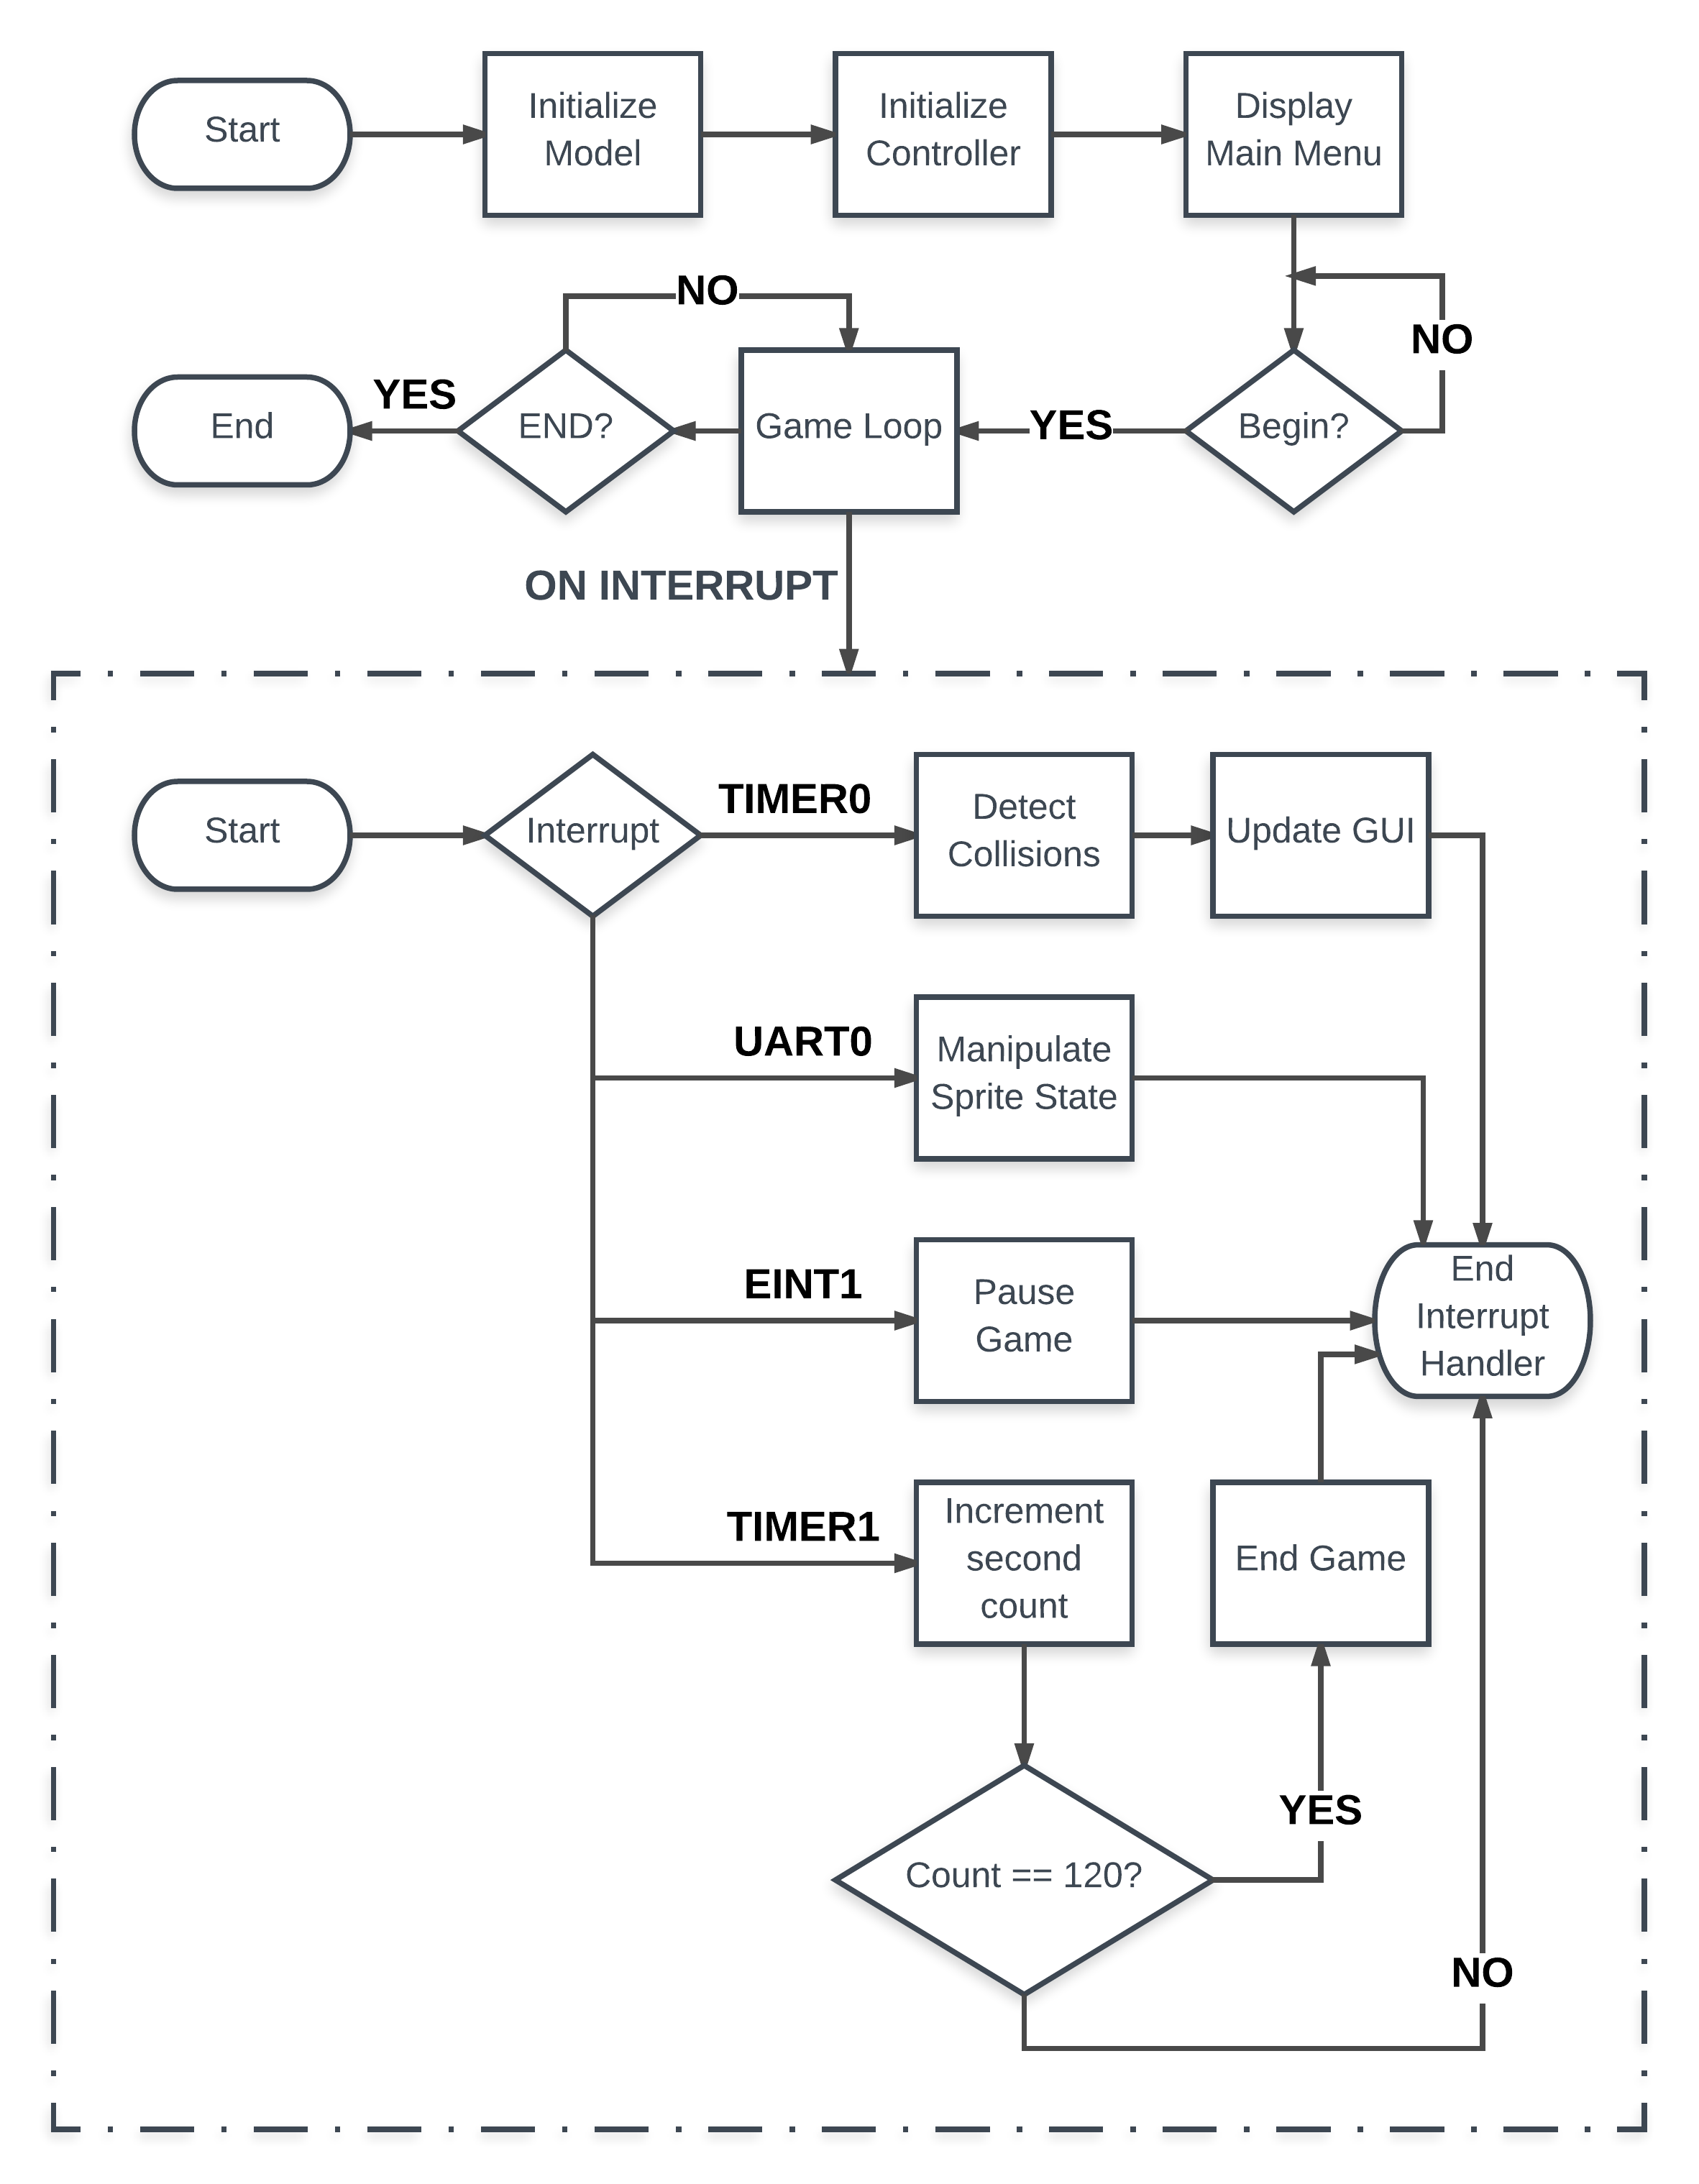 Start
Initialize
Model
Initialize
Controller
Display
Main Menu
NO
NO
End
YES
END?
Game Loop
YES
Begin?
ON INTERRUPT
Start
Interrupt
TIMER0
Detect
Collisions
Update GUI
UART0
Manipulate
Sprite State
EINT1
Pause
Game
End
Interrupt
Handler
TIMER1
Increment
second
count
End Game
YES
Count == 120?
NO